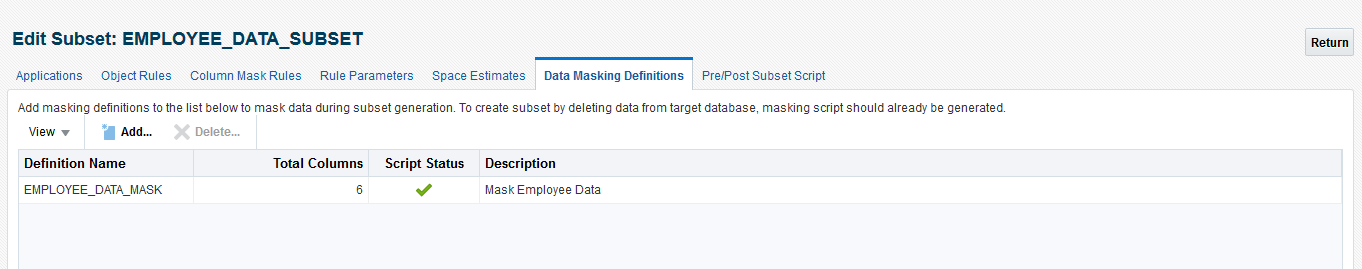 Edit Subset: EMPLOYEE_DATA_SUBSET
Return
Applications Object Rules Column Mask Rules Rule Parameters Space Estimates Data Masking Definitions Pre/Post Subset Script
Add masking definitions to the list below to mask data during subset generation. To create subset by deleting data from target database, masking script should already be generated.
View Add... Delete...
Definition Name Total Columns Script Status Description
EMPLOYEE_DATA_MASK 6 Mask Employee Data